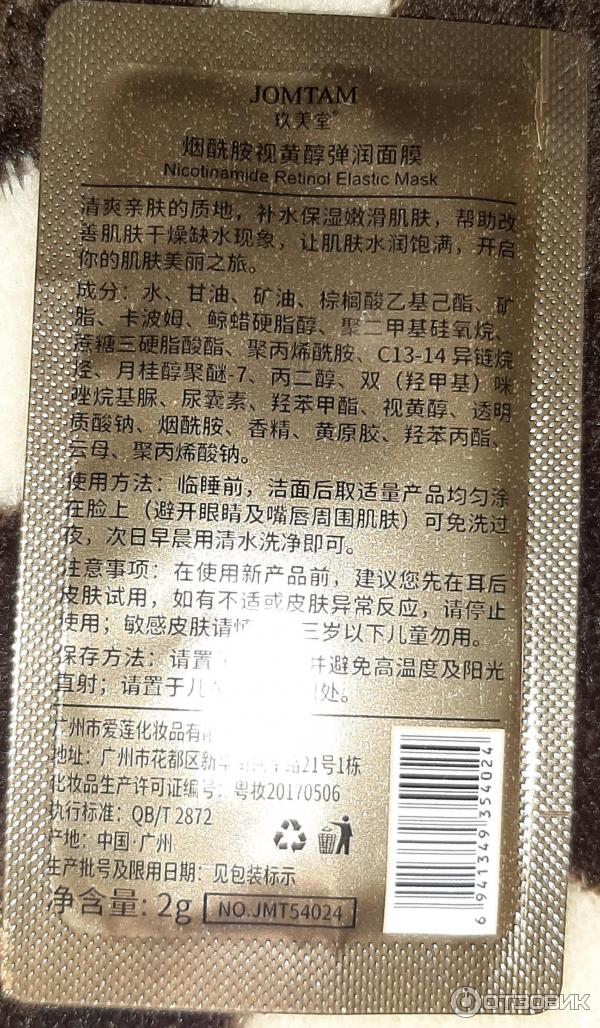 JOMTAM
玖美堂®
烟酰胺视黄醇弹润面膜
Nicotinamide Retinol Elastic Mask
清爽亲肤的质地，补水保湿嫩滑肌肤，帮助改
善肌肤干燥缺水现象，让肌肤水润饱满，开启
你的肌肤美丽之旅。
成分：水、甘油、矿油、棕榈酸乙基己酯、矿
脂、卡波姆、鲸蜡硬脂醇、聚二甲基硅氧烷、
蔗糖三硬脂酸酯、聚丙烯酰胺、C13-14 异链烷
烃、月桂醇聚醚-7、丙二醇、双（羟甲基）咪
唑烷基脲、尿囊素、羟苯甲酯、视黄醇、透明
质酸钠、烟酰胺、香精、黄原胶、羟苯丙酯、
云母、聚丙烯酸钠。
使用方法：临睡前，洁面后取适量产品均匀涂
在脸上（避开眼睛及嘴唇周围肌肤）可免洗过
夜，次日早晨用清水洗净即可。
注意事项：在使用新产品前，建议您先在耳后
皮肤试用，如有不适或皮肤异常反应，请停止
使用；敏感皮肤请 三岁以下儿童勿用。
保存方法：请置 并避免高温度及阳光
直射；请置于儿 处。
广州市爱莲化妆品有
地址：广州市花都区新 21号1栋
化妆品生产许可证编号：粤妆20170506
执行标准：QB/T 2872
产地：中国·广州
生产批号及限用日期：见包装标示
净含量: 2g NO.JMT54024
6 941349 354024
ОТЗОВИК